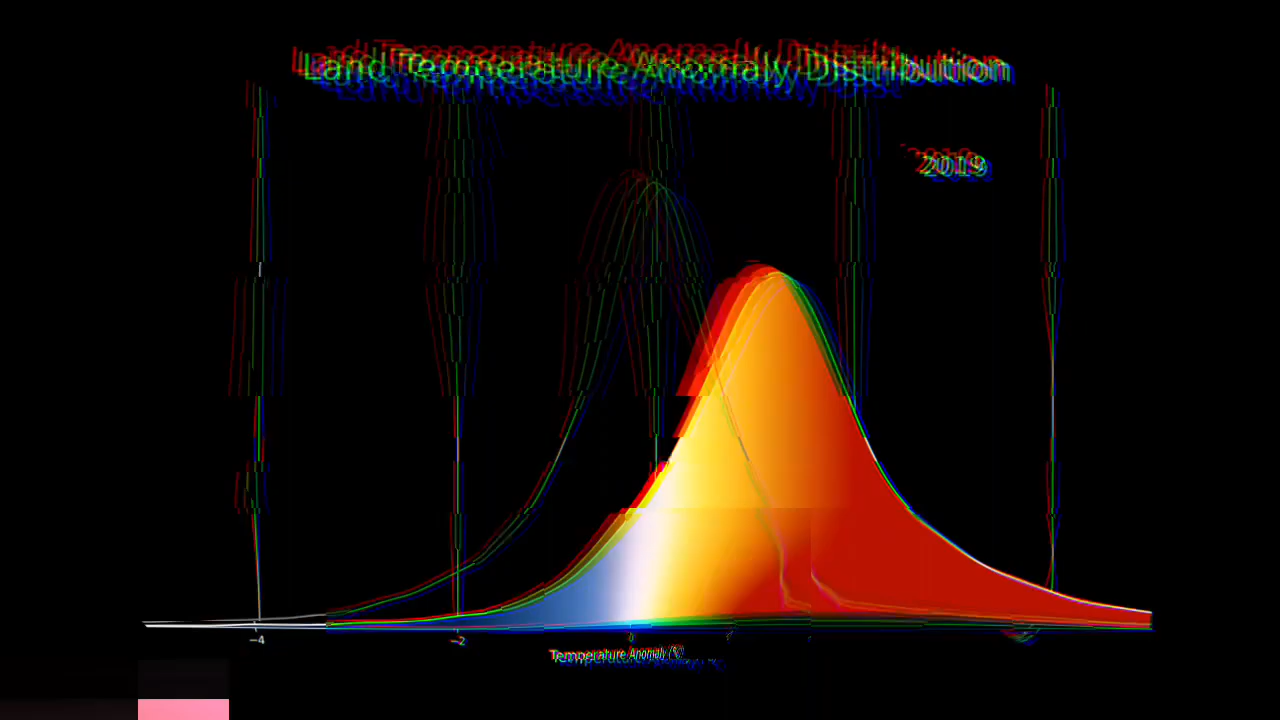 Land Temperature Anomaly Distribution
2019
−4 −2 0
Temperature Anomaly (°C)